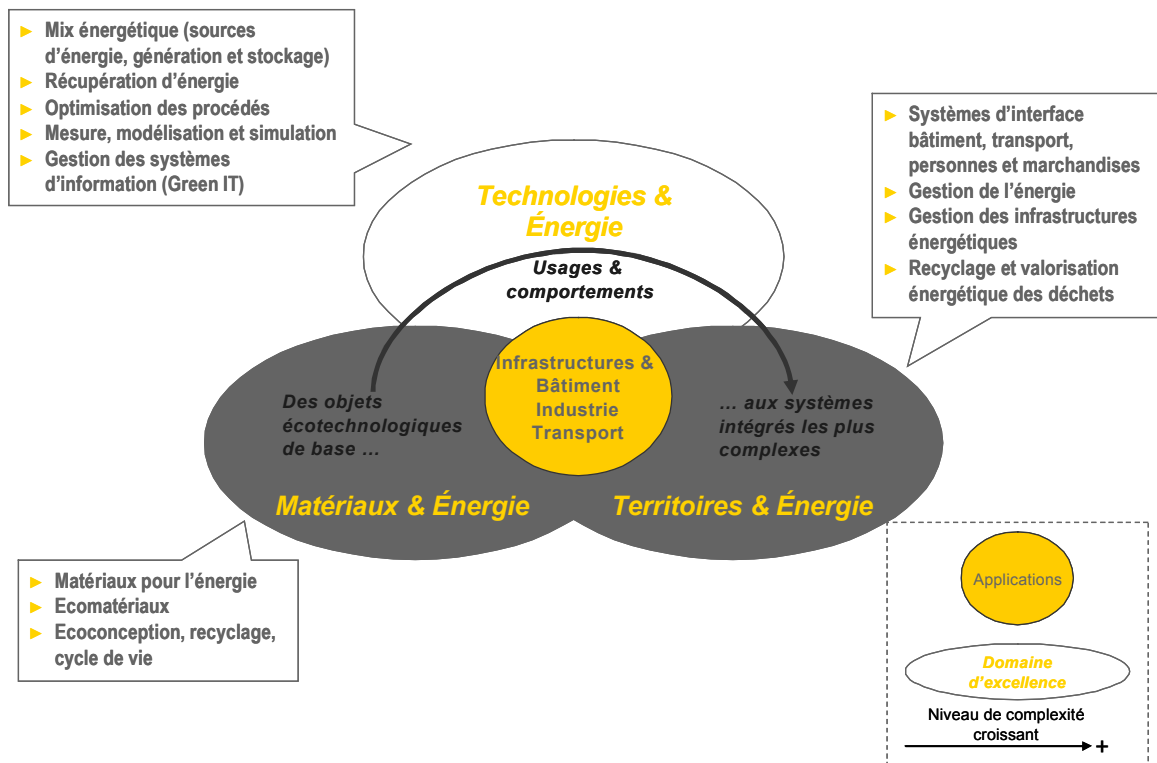 ► Mix énergétique (sources
d'énergie, génération et stockage)
► Récupération d'énergie
► Optimisation des procédés
► Mesure, modélisation et simulation
► Gestion des systèmes
d'information (Green IT)
► Systèmes d'interface
bâtiment, transport,
personnes et marchandises
► Gestion de l'énergie
► Gestion des infrastructures
énergétiques
► Recyclage et valorisation
énergétique des déchets
Technologies &
Énergie
Usages &
comportements
Infrastructures &
Bâtiment
Industrie
Transport
Des objets
écotechnologiques
de base ...
... aux systèmes
intégrés les plus
complexes
Matériaux & Énergie
Territoires & Énergie
► Matériaux pour l'énergie
► Ecomatériaux
► Ecoconception, recyclage,
cycle de vie
Applications
Domaine
d'excellence
Niveau de complexité
croissant
+